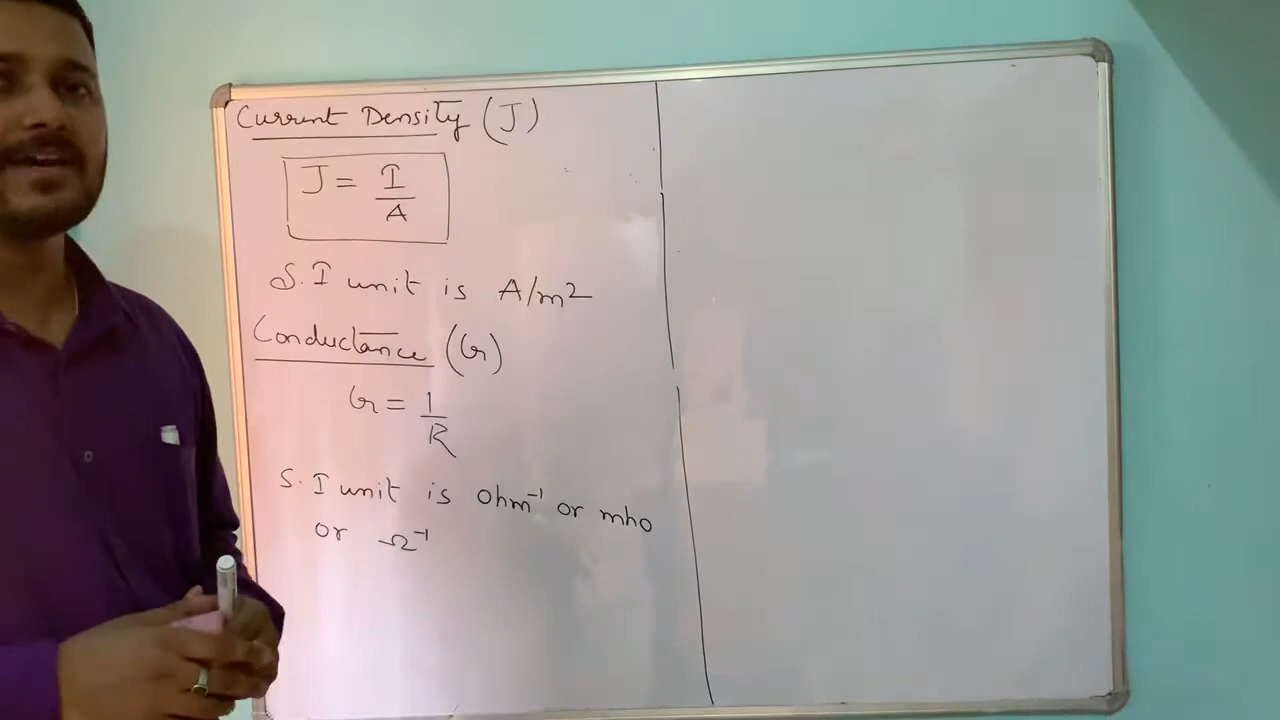 Current Density (J)
J = I / A
S.I unit is A/m²
Conductance (G)
G = 1 / R
S.I unit is Ohm⁻¹ or mho
or Ω⁻¹